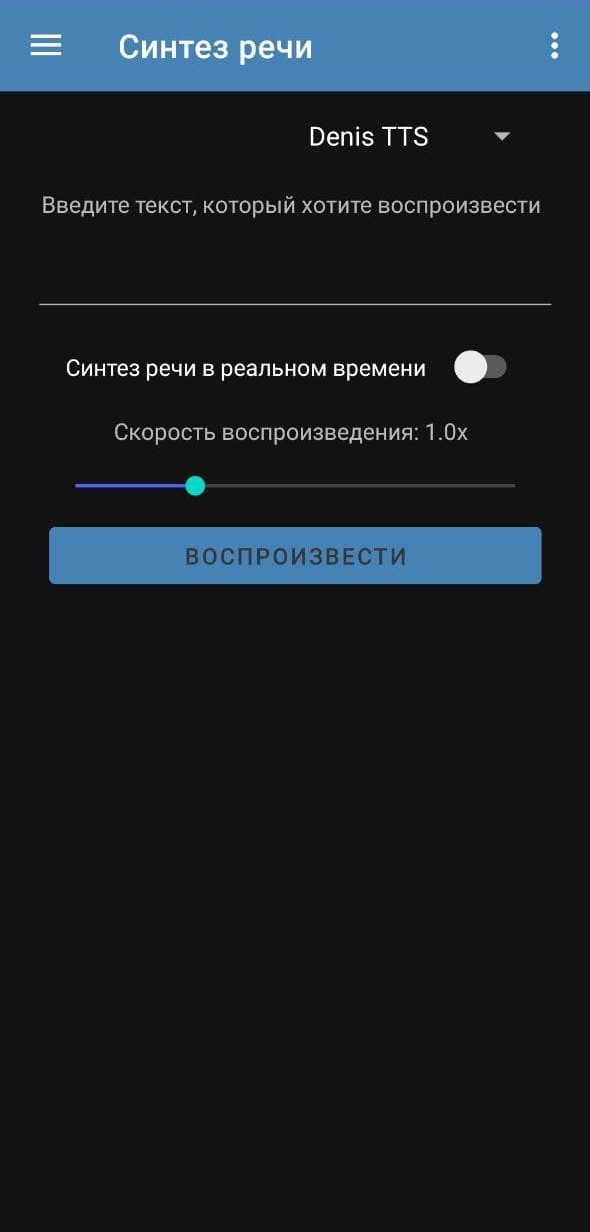 Синтез речи
Denis TTS
Введите текст, который хотите воспроизвести
Синтез речи в реальном времени
Скорость воспроизведения: 1.0x
ВОСПРОИЗВЕСТИ